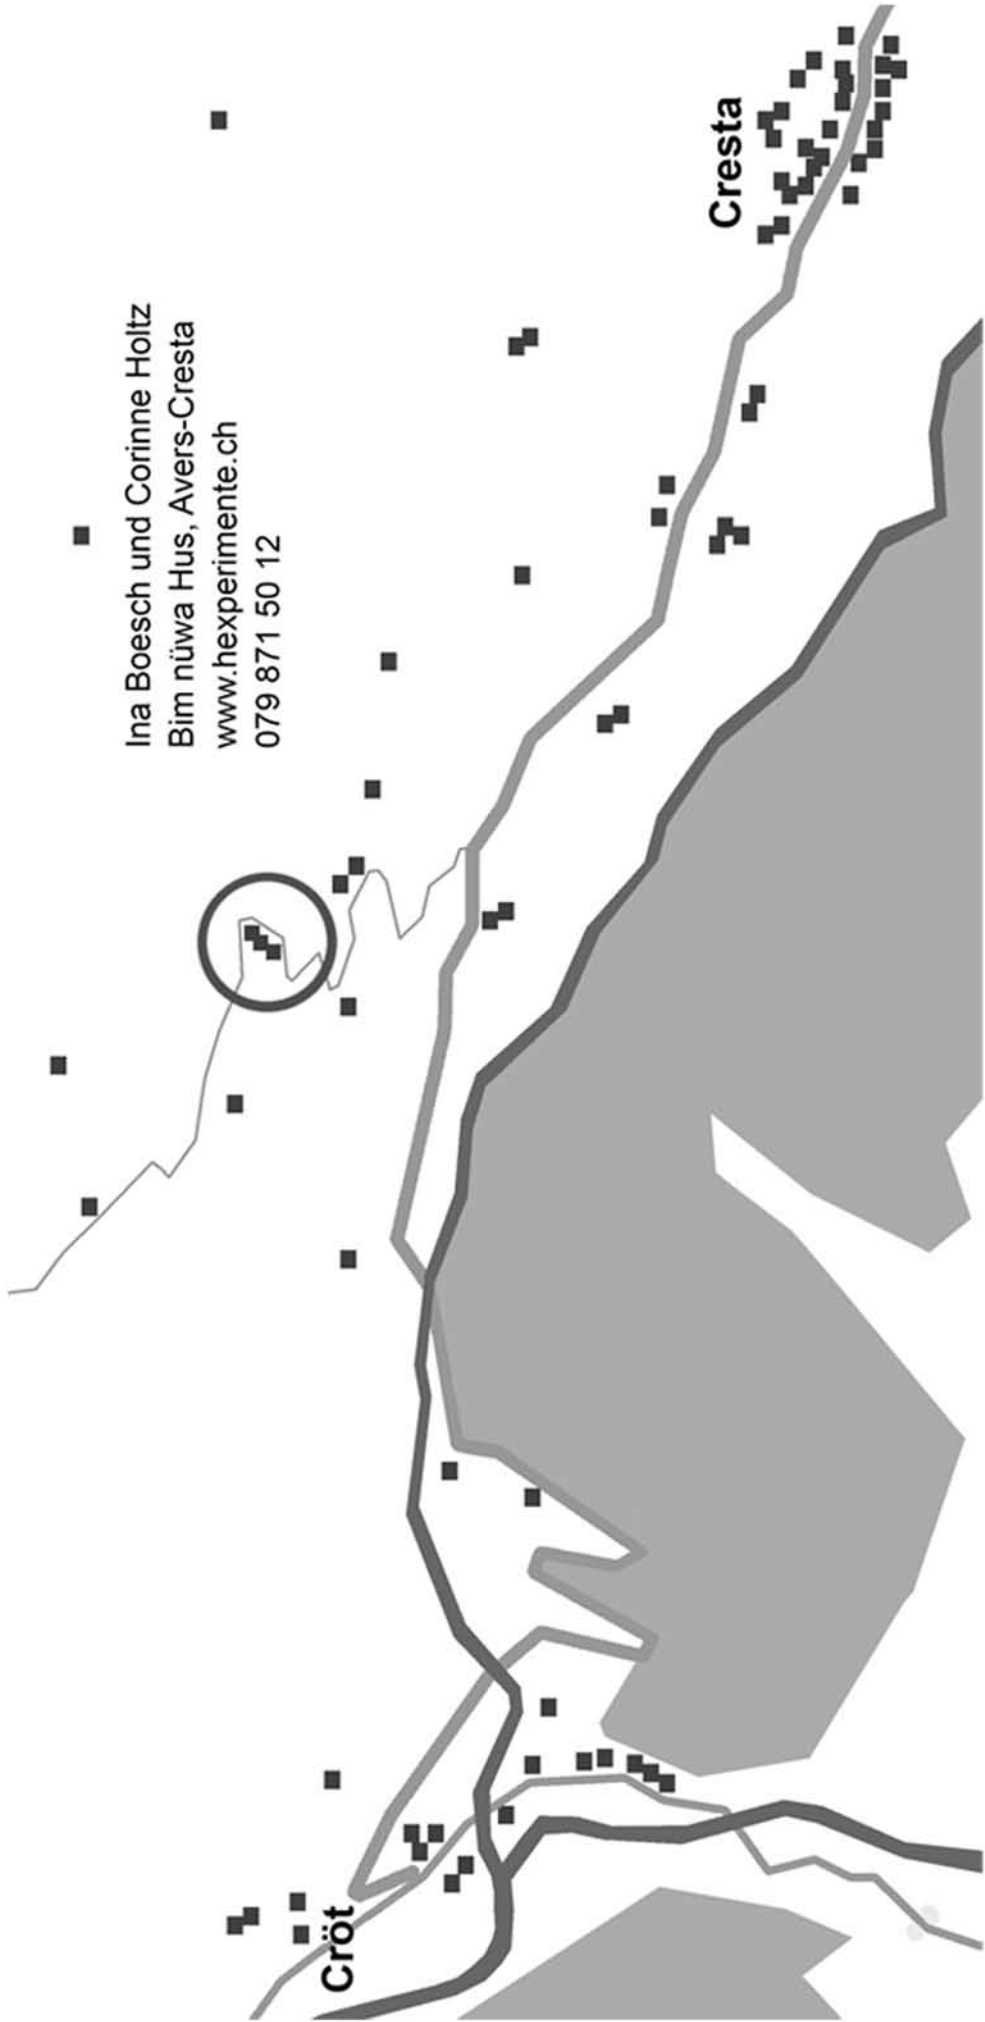 Ina Boesch und Corinne Holtz
Bim nüwa Hus, Avers-Cresta
www.hexperimente.ch
079 871 50 12
Cröt
Cresta